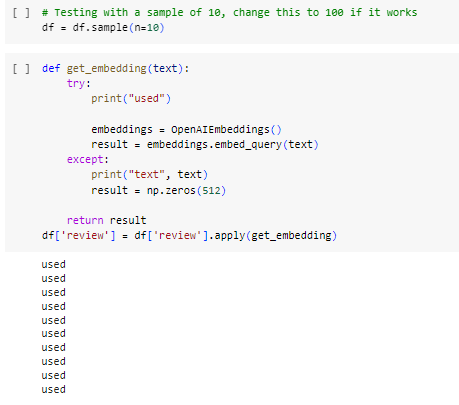 [ ] # Testing with a sample of 10, change this to 100 if it works
df = df.sample(n=10)
[ ] def get_embedding(text):
try:
print("used")
embeddings = OpenAIEmbeddings()
result = embeddings.embed_query(text)
except:
print("text", text)
result = np.zeros(512)
return result
df['review'] = df['review'].apply(get_embedding)
used
used
used
used
used
used
used
used
used
used